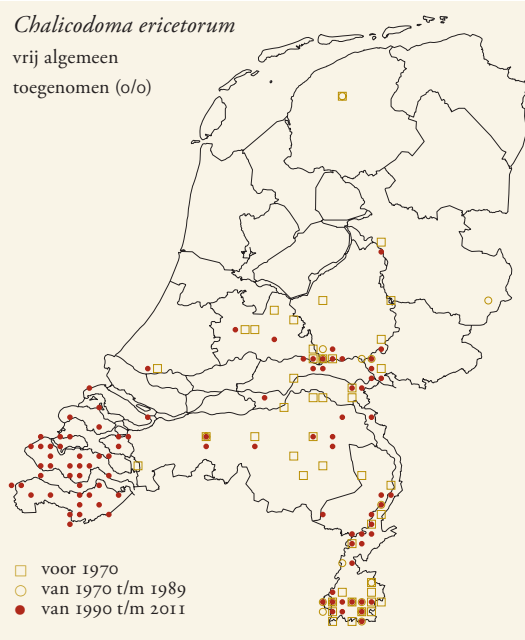 Chalicodoma ericetorum
vrij algemeen
toegenomen (0/0)
voor 1970
van 1970 t/m 1989
van 1990 t/m 2011